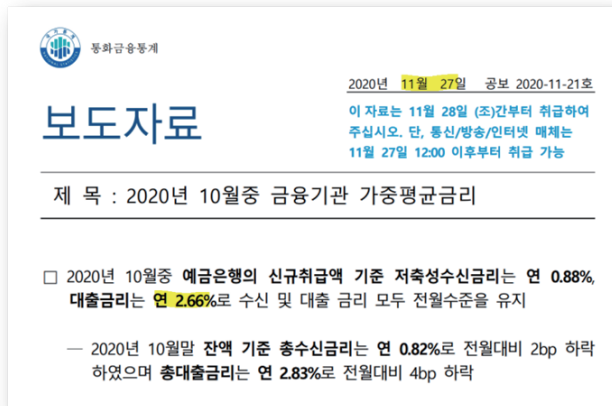 통화금융통계
2020년 11월 27일 공보 2020-11-21호
보도자료
이 자료는 11월 28일 (조)간부터 취급하여
주십시오. 단, 통신/방송/인터넷 매체는
11월 27일 12:00 이후부터 취급 가능
제 목 : 2020년 10월중 금융기관 가중평균금리
□ 2020년 10월중 예금은행의 신규취급액 기준 저축성수신금리는 연 0.88%,
대출금리는 연 2.66%로 수신 및 대출 금리 모두 전월수준을 유지
― 2020년 10월말 잔액 기준 총수신금리는 연 0.82%로 전월대비 2bp 하락
하였으며 총대출금리는 연 2.83%로 전월대비 4bp 하락